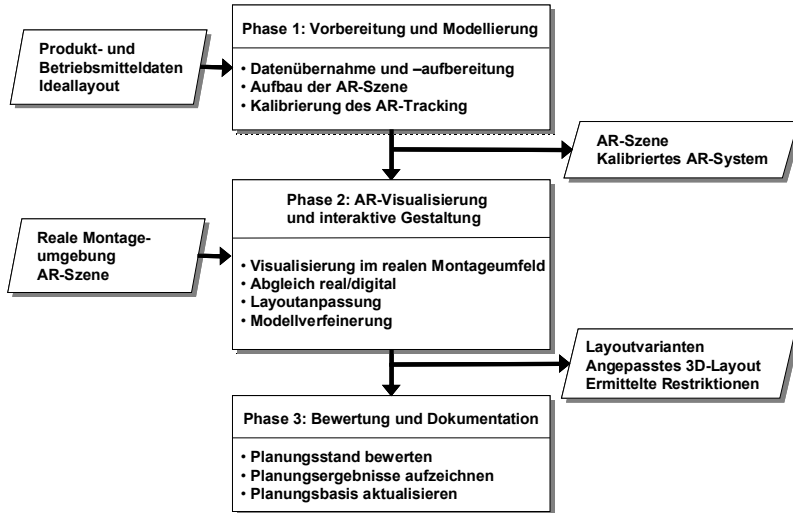 Phase 1: Vorbereitung und Modellierung
Produkt- und
Betriebsmitteldaten
Ideallayout
• Datenübernahme und –aufbereitung
• Aufbau der AR-Szene
• Kalibrierung des AR-Tracking
AR-Szene
Kalibriertes AR-System
Phase 2: AR-Visualisierung
und interaktive Gestaltung
Reale Montage-
umgebung
AR-Szene
• Visualisierung im realen Montageumfeld
• Abgleich real/digital
• Layoutanpassung
• Modellverfeinerung
Layoutvarianten
Angepasstes 3D-Layout
Ermittelte Restriktionen
Phase 3: Bewertung und Dokumentation
• Planungsstand bewerten
• Planungsergebnisse aufzeichnen
• Planungsbasis aktualisieren